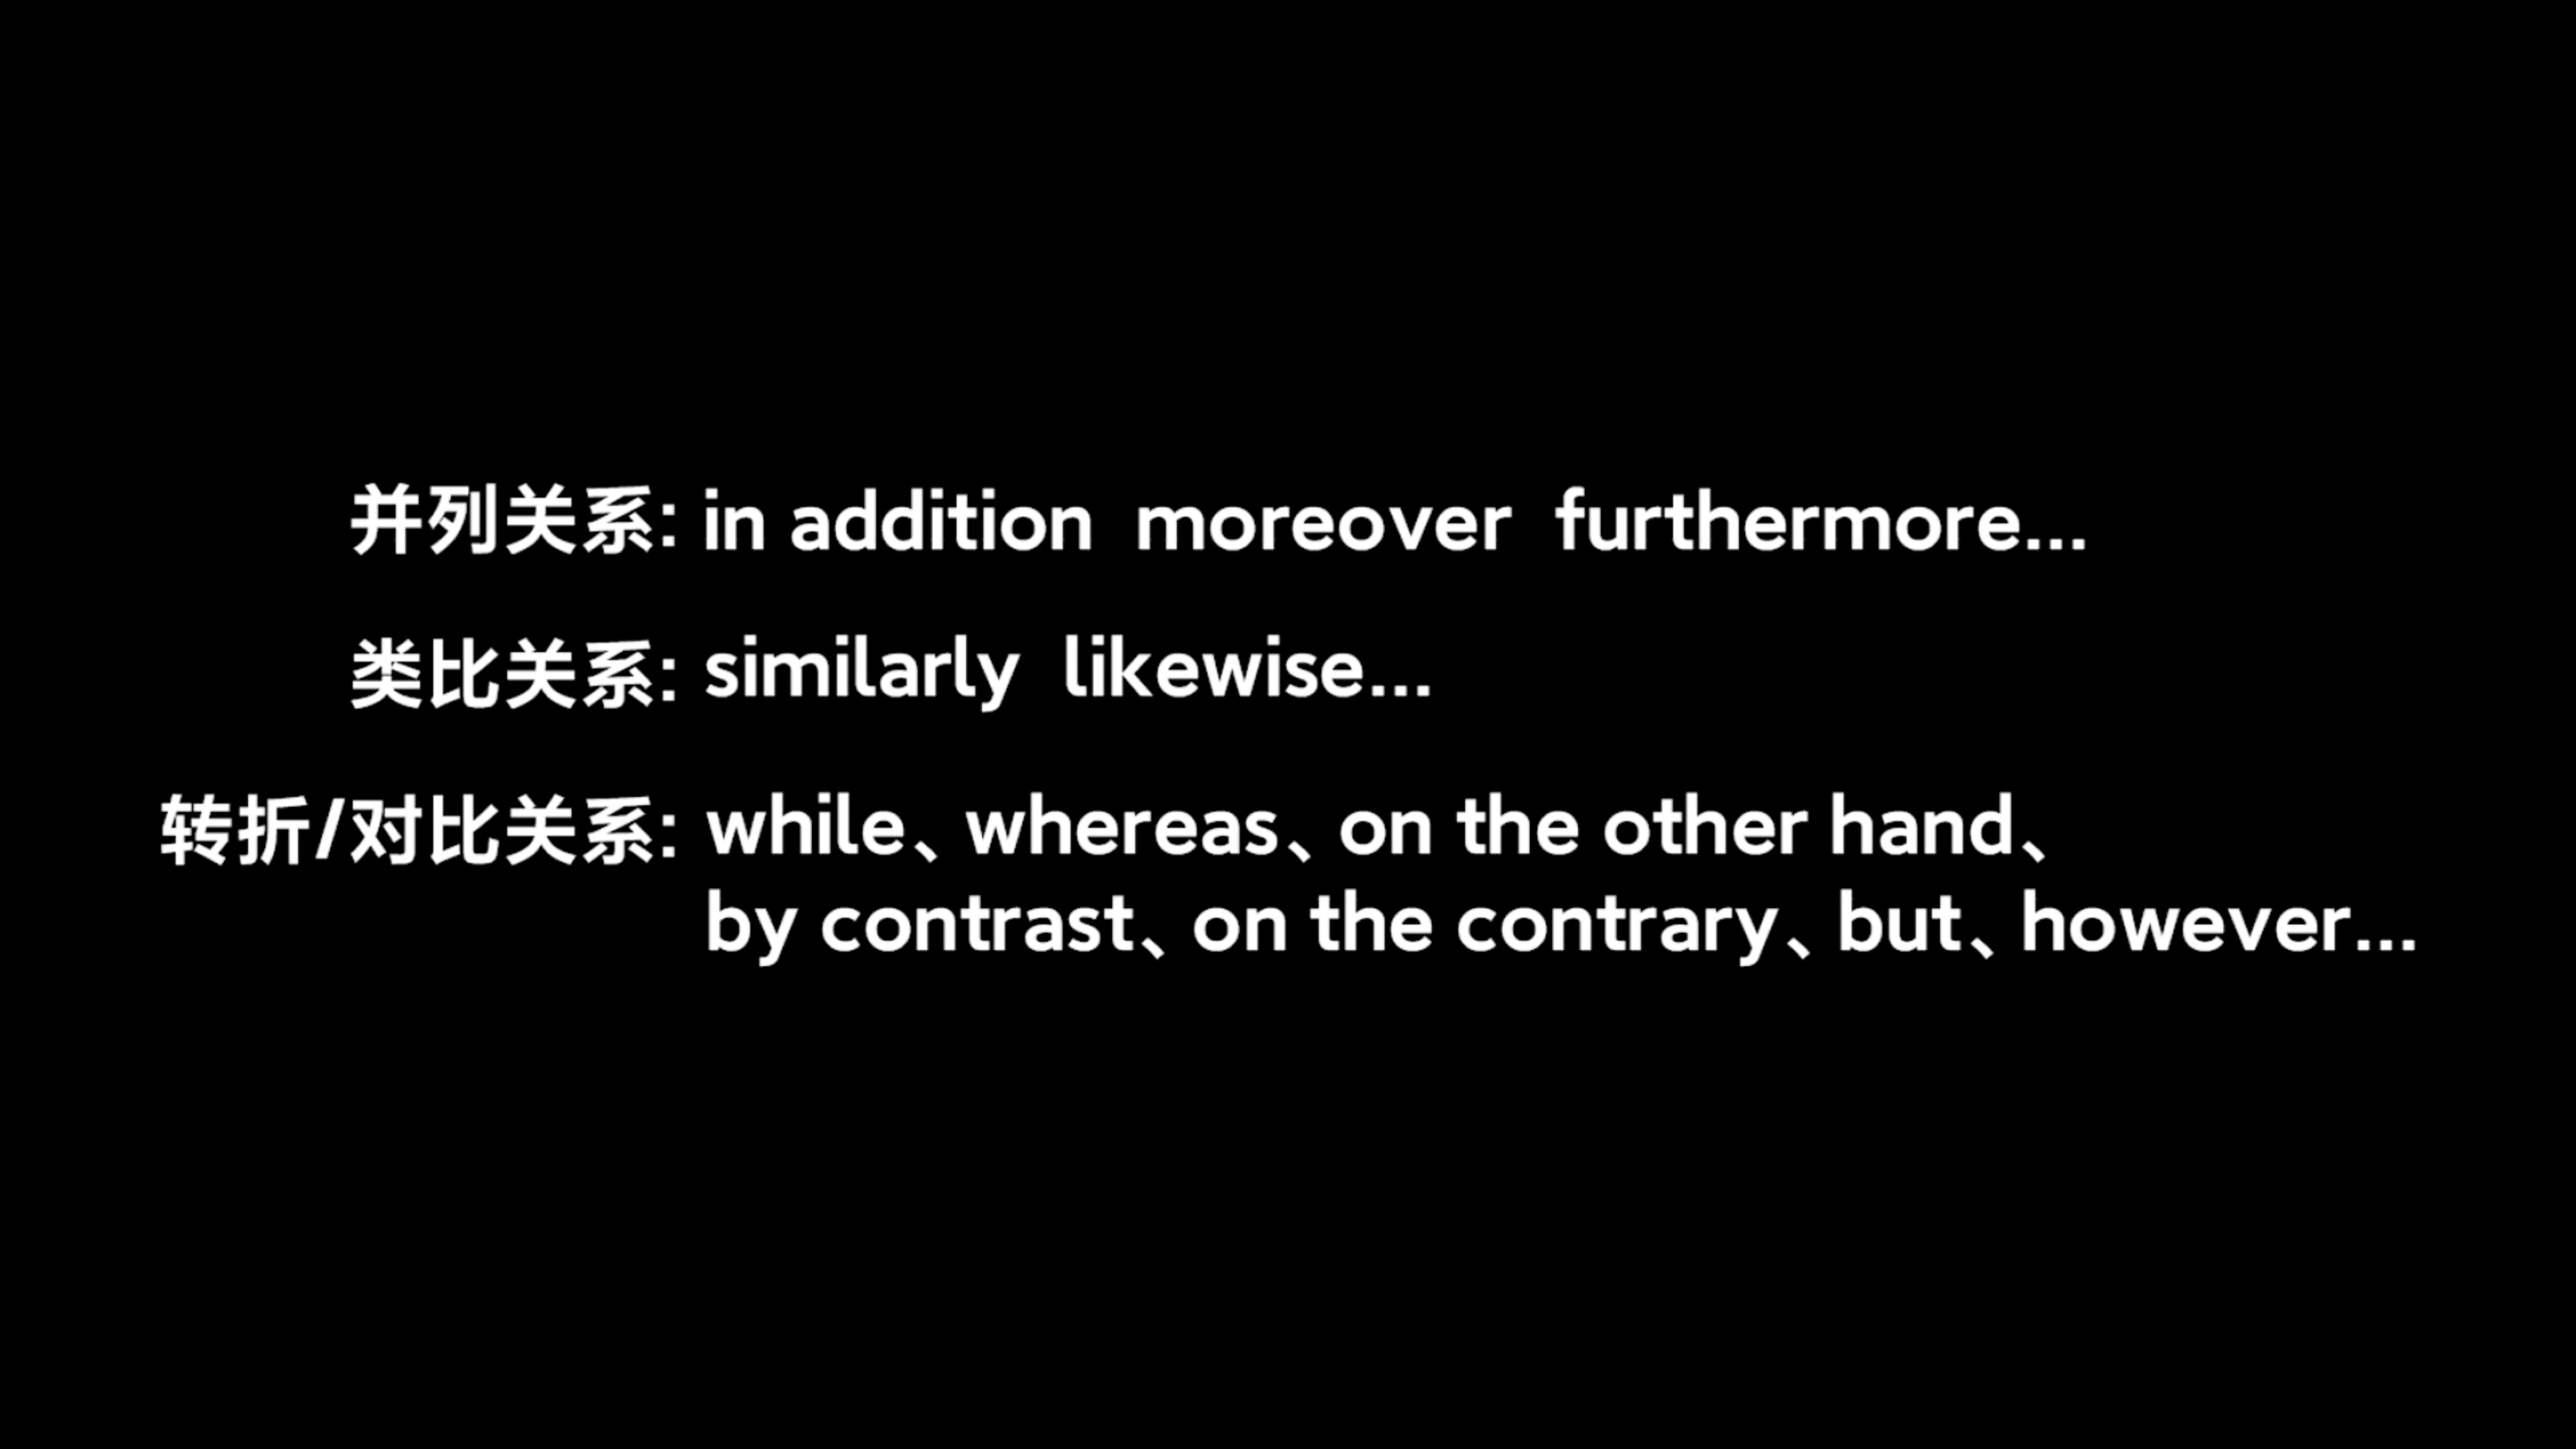 并列关系: in addition moreover furthermore...
类比关系: similarly likewise...
转折/对比关系: while、whereas、on the other hand、
by contrast、on the contrary、but、however...